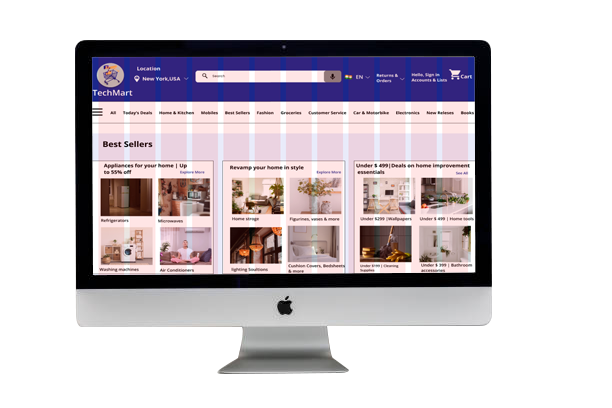 Location
New York,USA
Search
EN
Returns &
Orders
Hello, Sign In
Accounts & Lists
Cart
TechMart
All Today's Deals Home & Kitchen Mobiles Best Sellers Fashion Groceries Customer Service Car & Motorbike Electronics New Releses Books
Best Sellers
Appliances for your home | Up
to 55% off
Explore More
Refrigerators
Microwaves
Washing machines
Air Conditioners
Revamp your home in style
Explore More
Home stroge
Figurines, vases & more
lighting Soultions
Cushion Covers, Bedsheets
& more
Under $ 499|Deals on home improvement
essentials
See All
Under $299 |Wallpapers
Under $ 499 | Home tools
Under $199 | Cleaning
Supplies
Under $ 399 | Bathroom
accessories